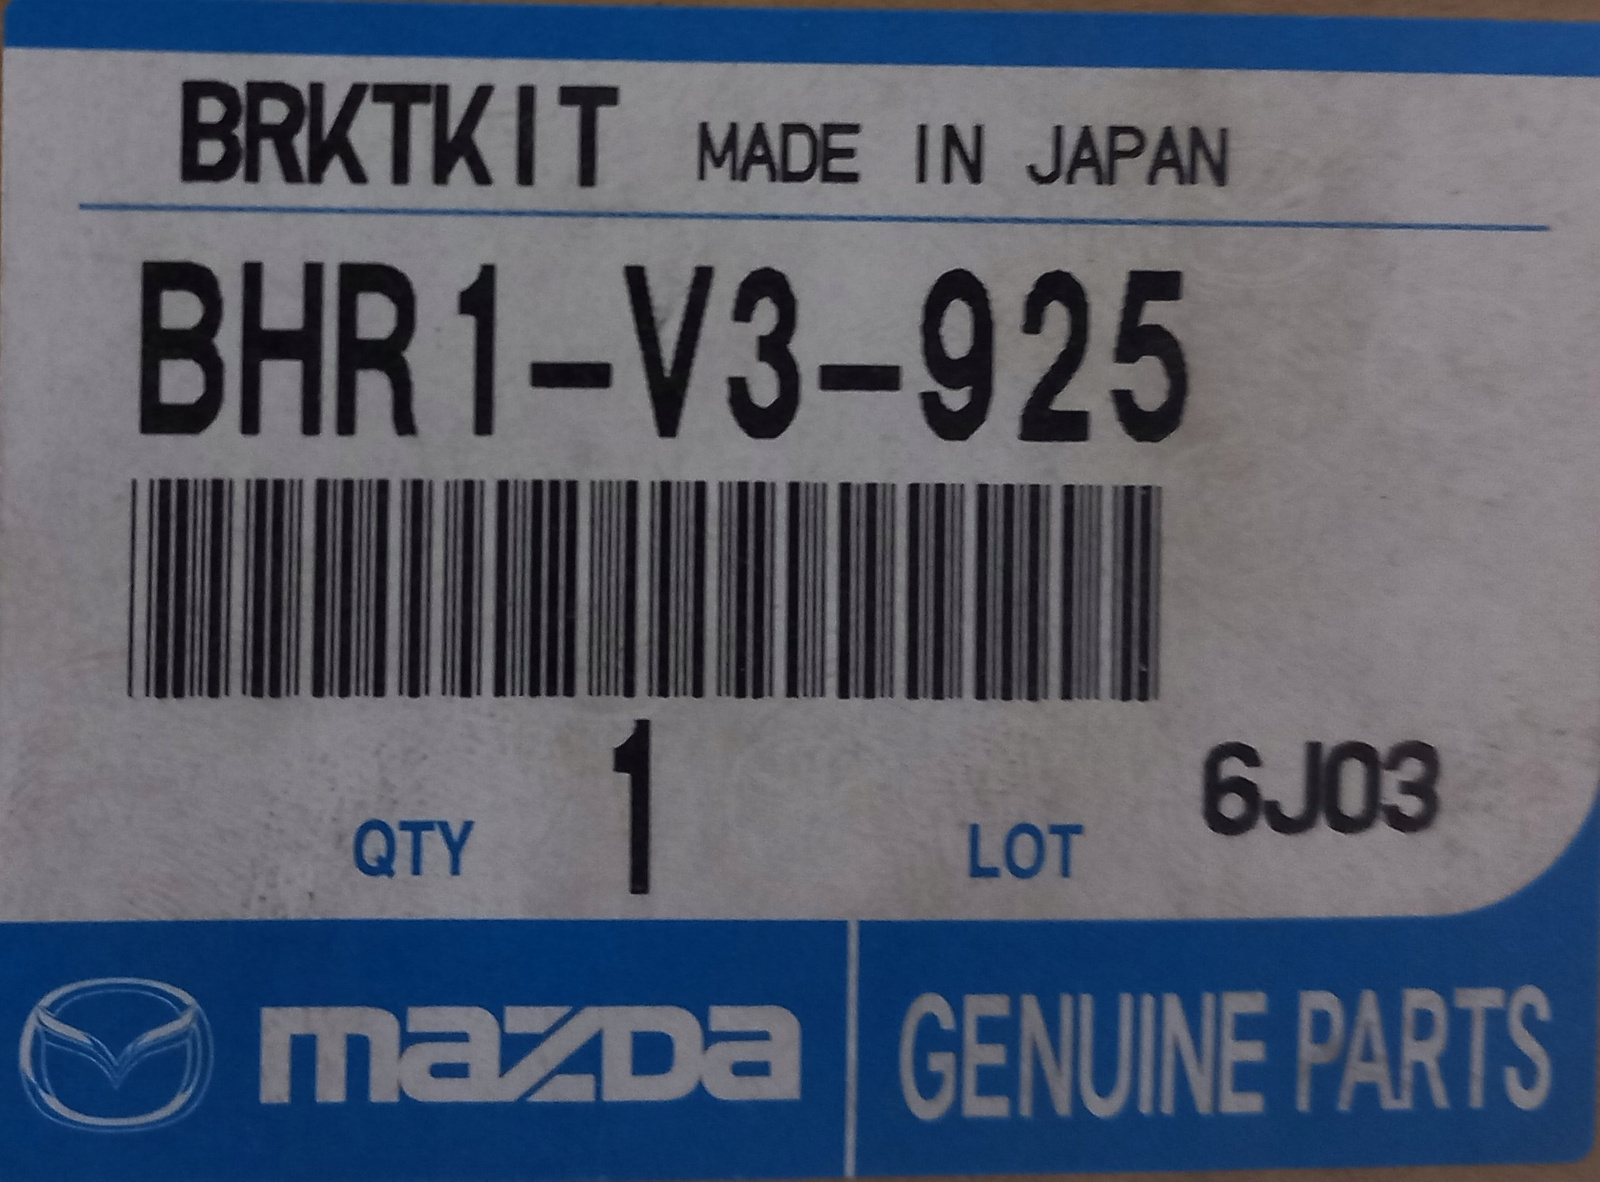 BRKTKIT MADE IN JAPAN
BHR1-V3-925
QTY 1 LOT 6J03
mazda GENUINE PARTS